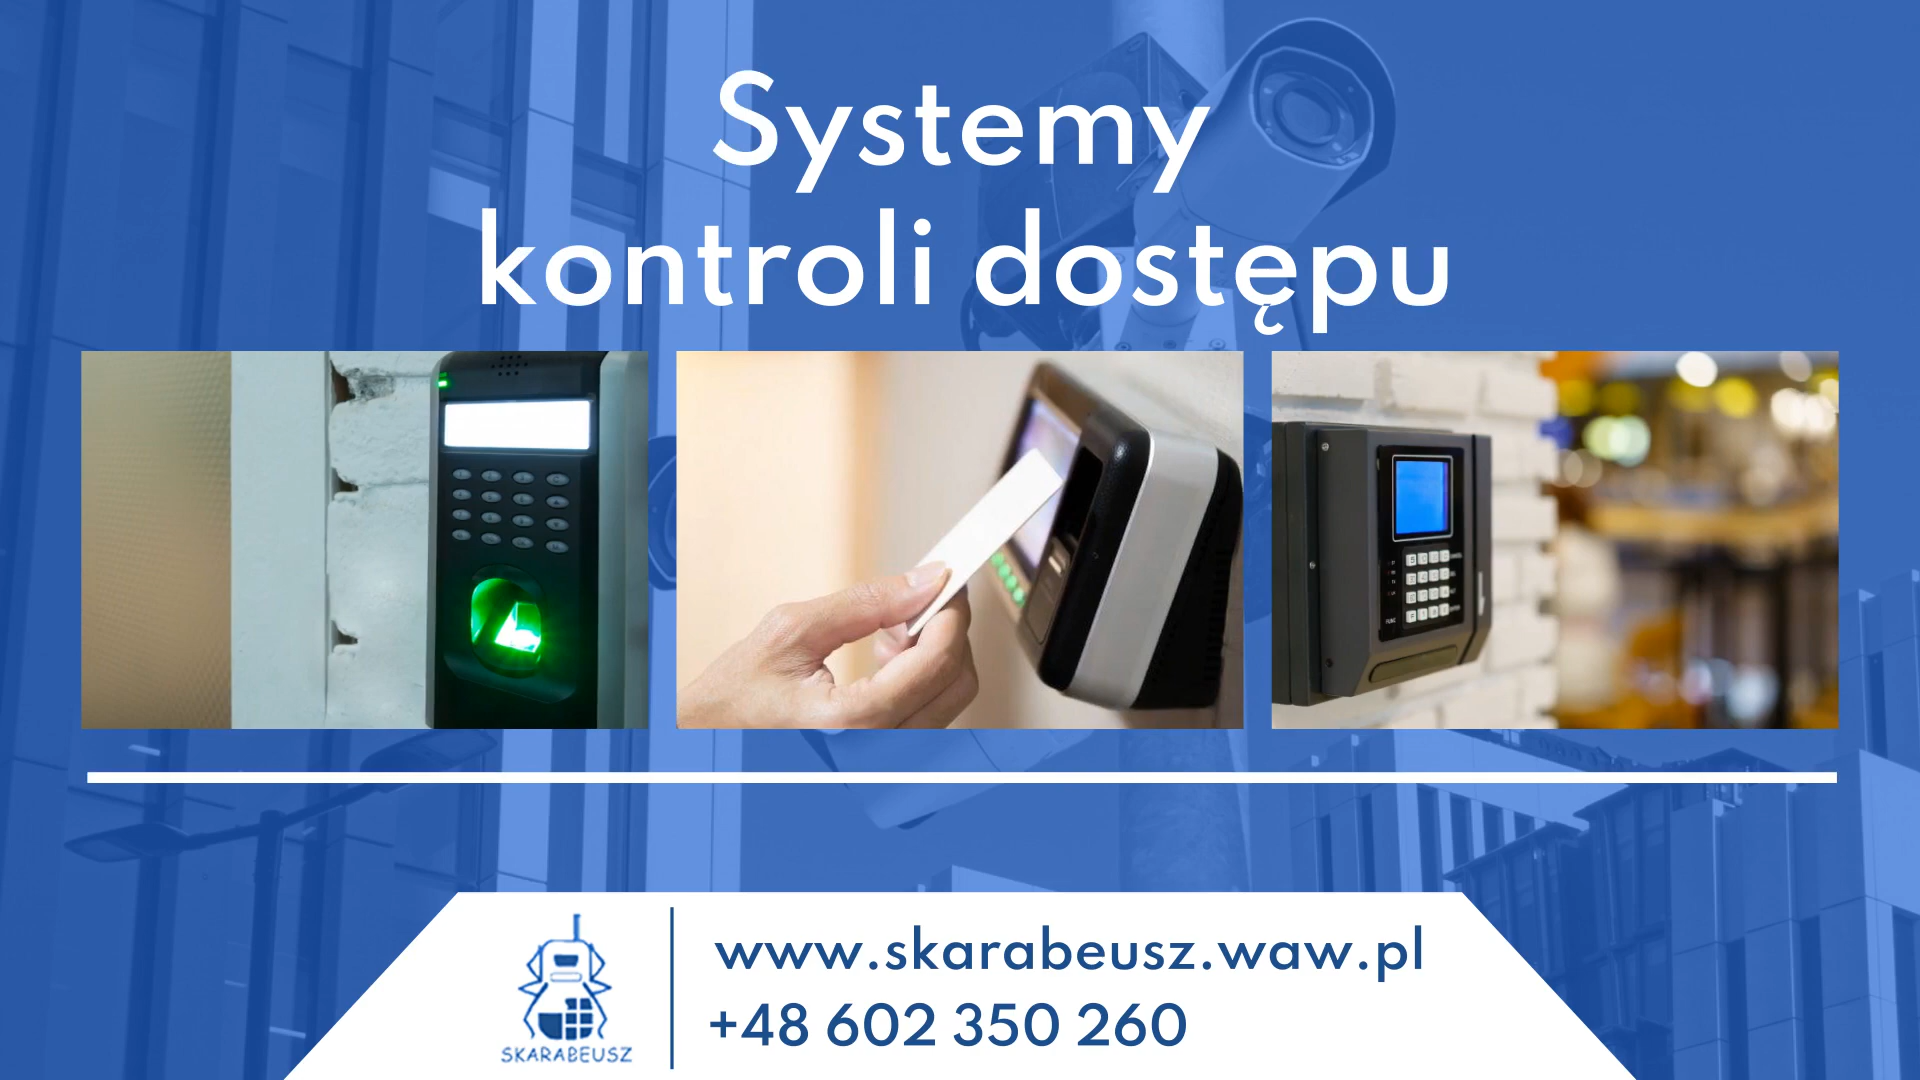 Systemy
kontroli dostępu
www.skarabeusz.waw.pl
+48 602 350 260
SKARABEUSZ